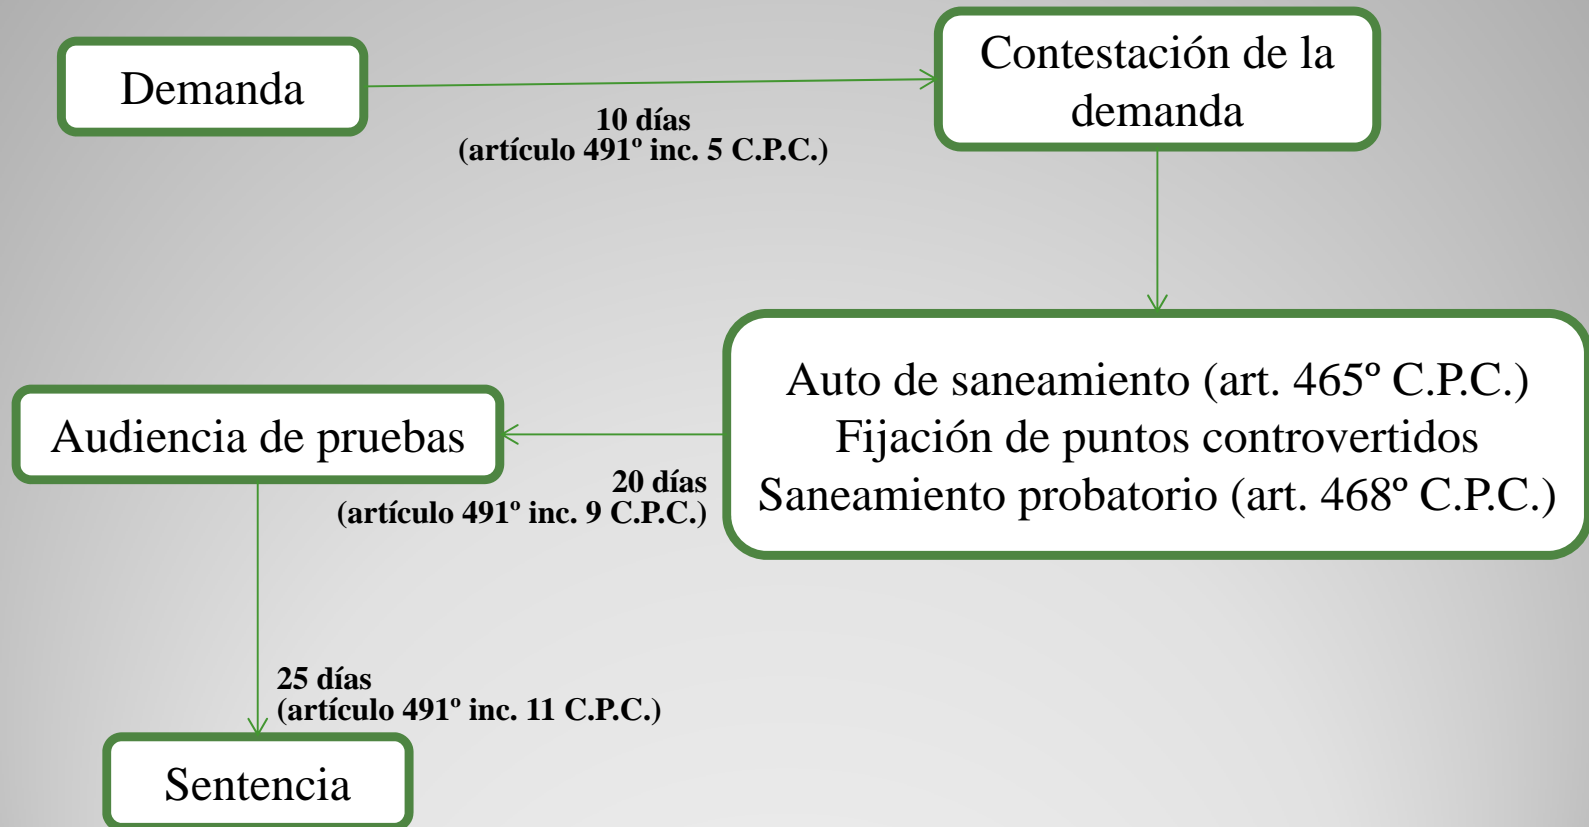 Demanda
10 días
(artículo 491º inc. 5 C.P.C.)
Contestación de la
demanda
Auto de saneamiento (art. 465º C.P.C.)
Fijación de puntos controvertidos
Saneamiento probatorio (art. 468º C.P.C.)
20 días
(artículo 491º inc. 9 C.P.C.)
Audiencia de pruebas
25 días
(artículo 491º inc. 11 C.P.C.)
Sentencia